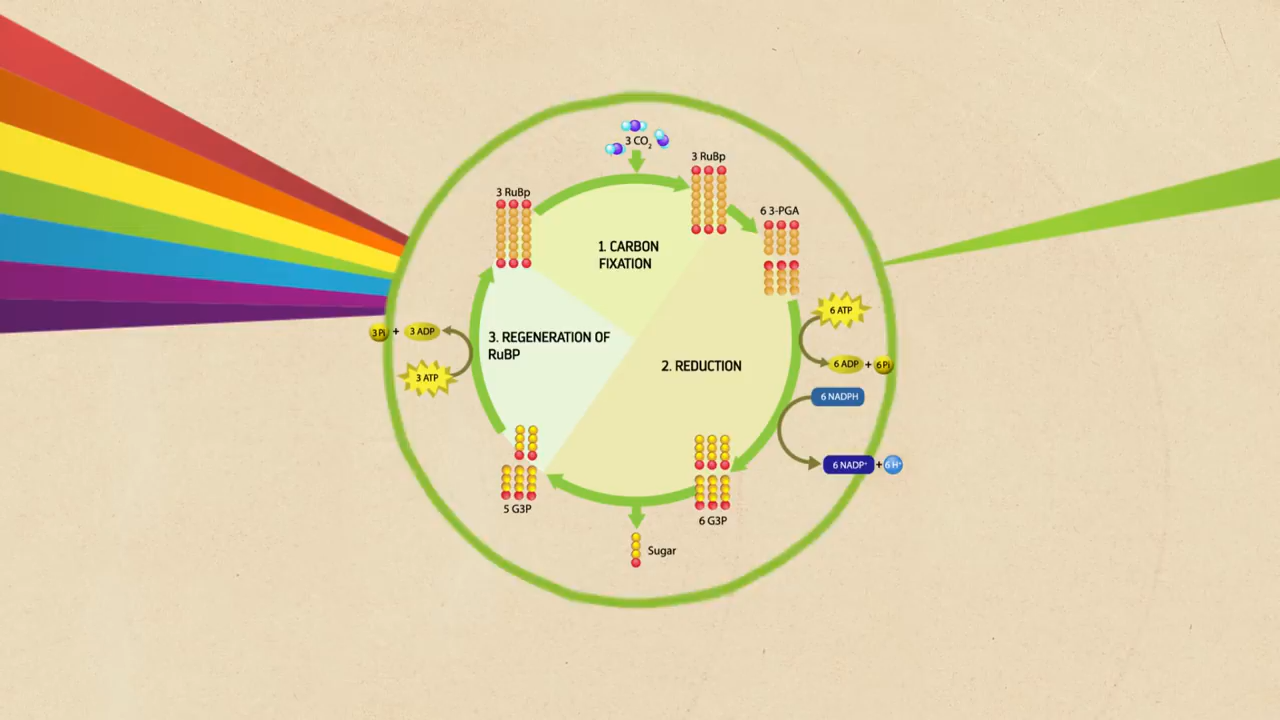 3 CO2
3 RuBp
3 RuBp
6 3-PGA
1. CARBON
FIXATION
6 ATP
3 Pi + 3 ADP
3. REGENERATION OF
RuBP
2. REDUCTION
6 ADP + 6 Pi
3 ATP
6 NADPH
6 NADP+ + 6 H+
5 G3P
6 G3P
Sugar